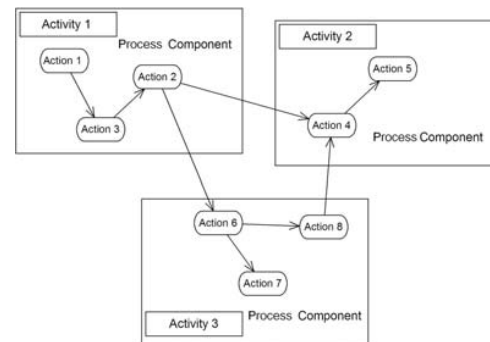 Activity 1
Process Component
Action 1
Action 2
Action 3
Activity 2
Action 5
Action 4
Process Component
Action 6
Action 8
Action 7
Activity 3
Process Component